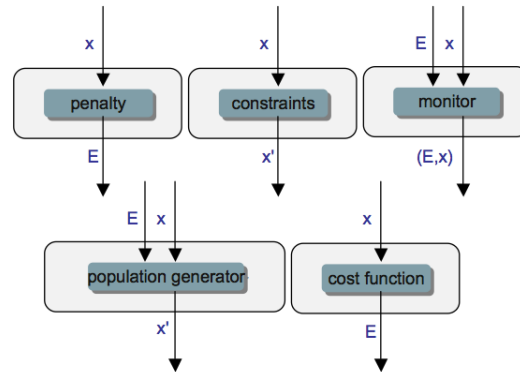 x x E x
penalty constraints monitor
E x' (E,x)
E x x
population generator cost function
x' E